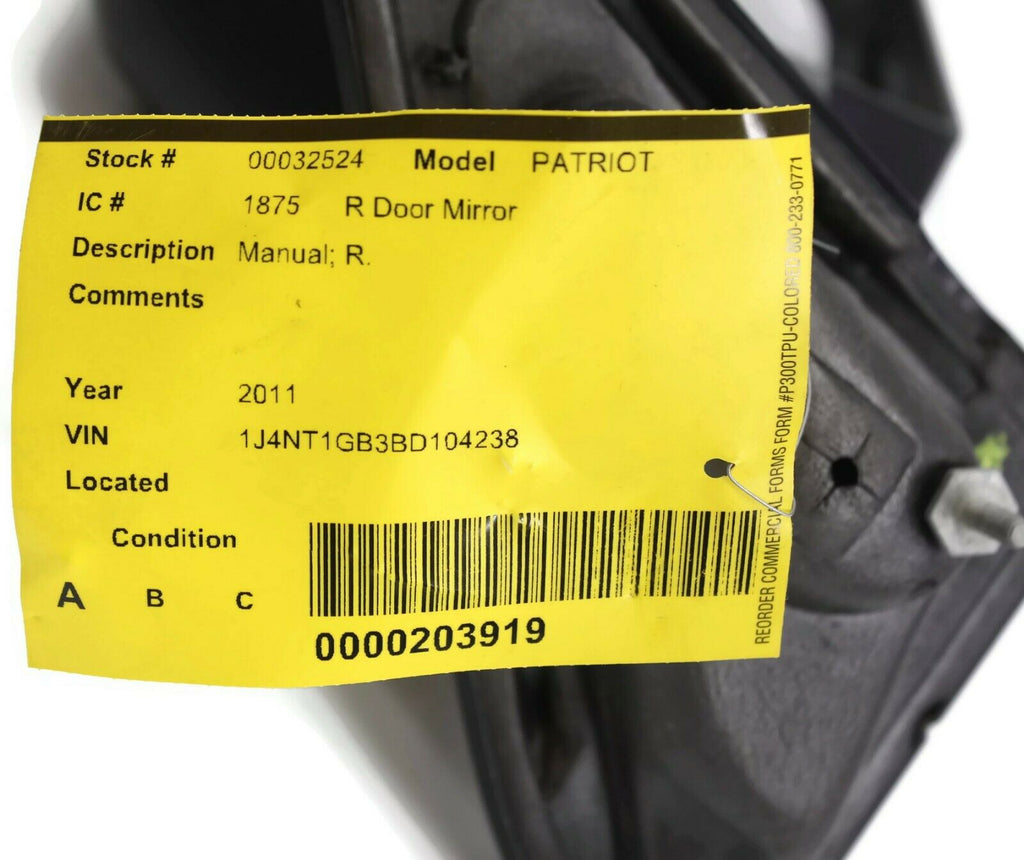 Stock # 00032524 Model PATRIOT
IC # 1875 R Door Mirror
Description Manual; R.
Comments
Year 2011
VIN 1J4NT1GB3BD104238
Located
Condition
A B C
0000203919
REORDER COMMERCIAL FORMS FORM #P300TPU-COLORED 800-233-0771